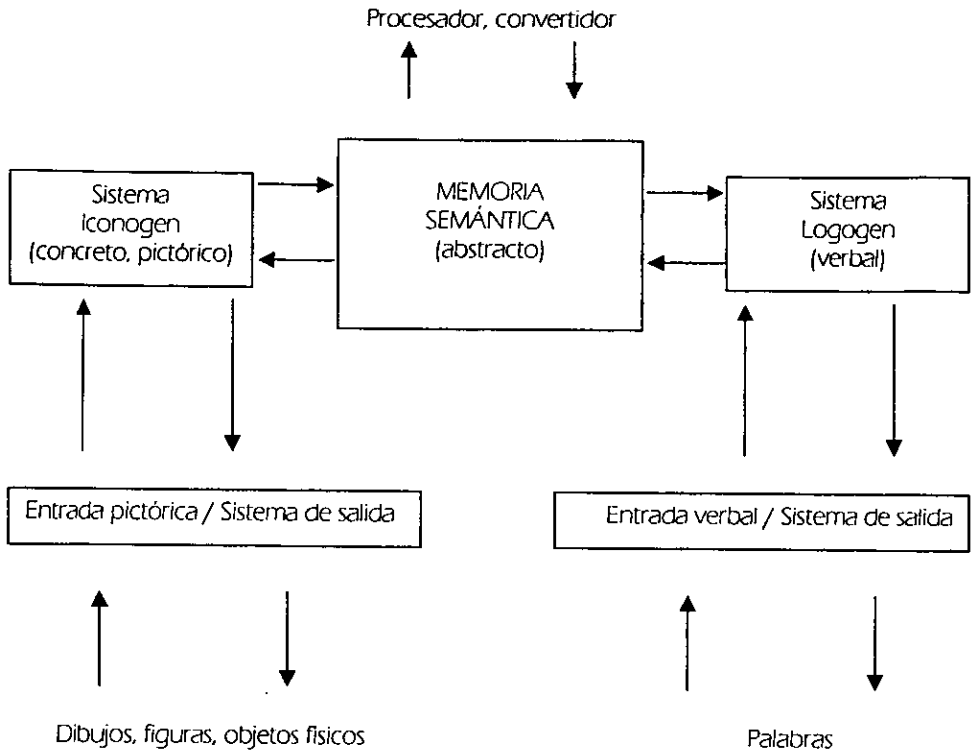 Procesador, convertidor
Sistema
iconogen
(concreto, pictórico)
MEMORIA
SEMÁNTICA
(abstracto)
Sistema
Logogen
(verbal)
Entrada pictórica / Sistema de salida
Entrada verbal / Sistema de salida
Dibujos, figuras, objetos físicos
Palabras